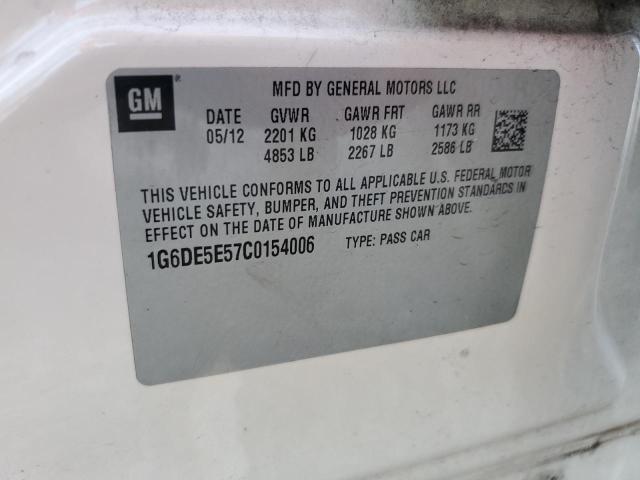 GM
MFD BY GENERAL MOTORS LLC
DATE GVWR GAWR FRT GAWR RR
05/12 2201 KG 1028 KG 1173 KG
4853 LB 2267 LB 2586 LB
THIS VEHICLE CONFORMS TO ALL APPLICABLE U.S. FEDERAL MOTOR
VEHICLE SAFETY, BUMPER, AND THEFT PREVENTION STANDARDS IN
EFFECT ON THE DATE OF MANUFACTURE SHOWN ABOVE.
1G6DE5E57C0154006 TYPE: PASS CAR